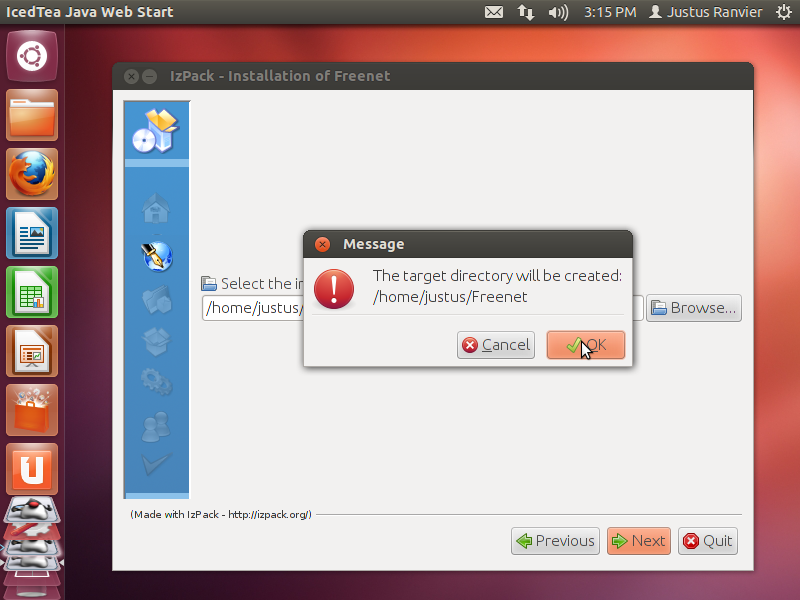 IcedTea Java Web Start
3:15 PM
Justus Ranvier
IzPack - Installation of Freenet
Message
The target directory will be created:
/home/justus/Freenet
Cancel
OK
Select the in
/home/justus/
Browse...
(Made with IzPack - http://izpack.org/)
Previous
Next
Quit